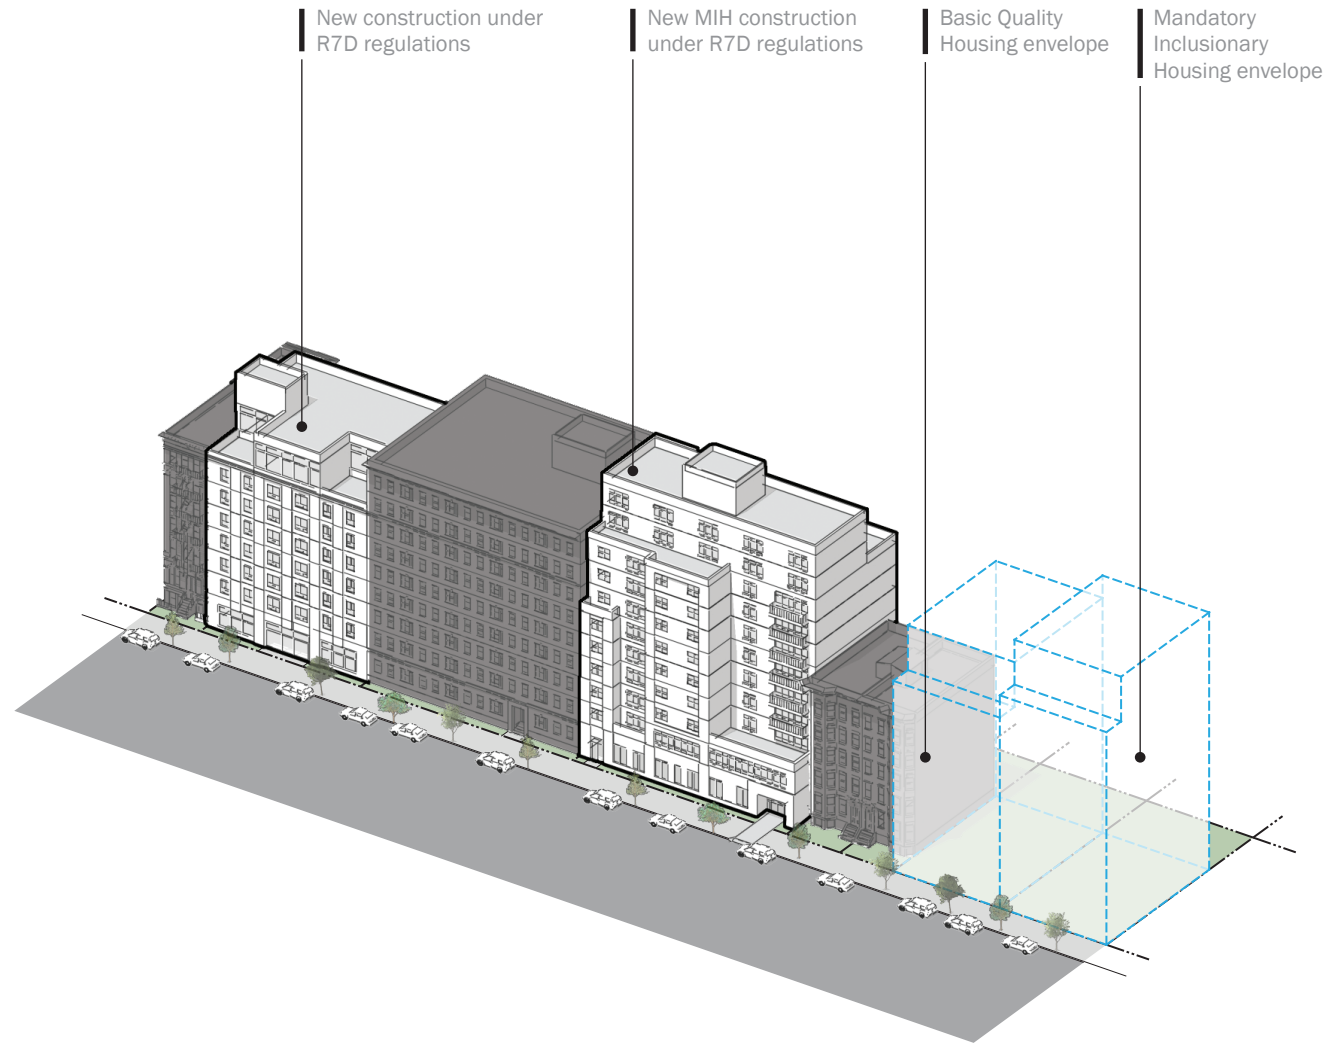 New construction under
R7D regulations
New MIH construction
under R7D regulations
Basic Quality
Housing envelope
Mandatory
Inclusionary
Housing envelope